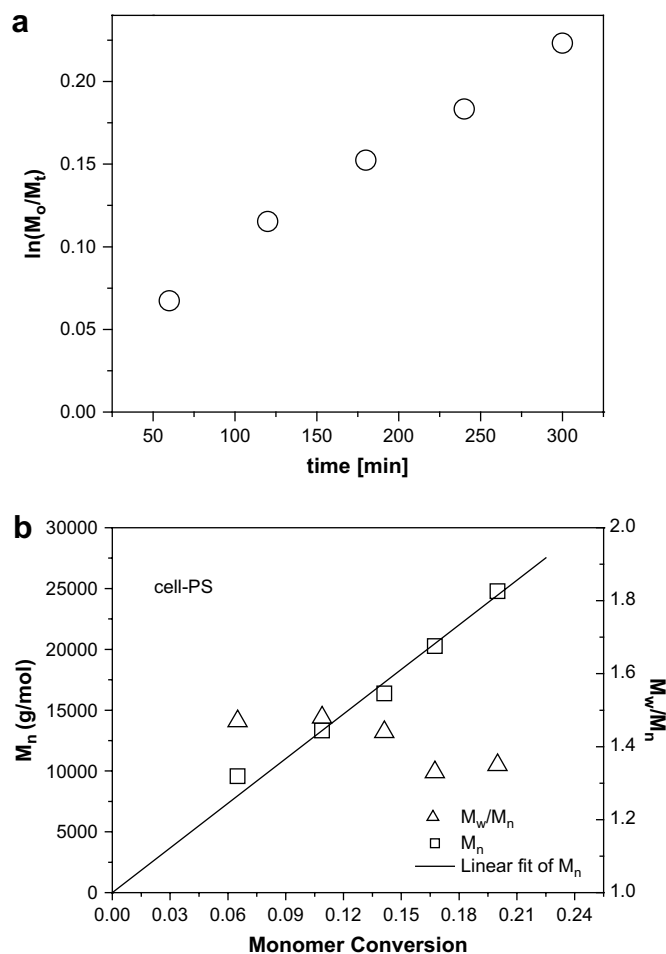 a
0.20
0.15
0.10
0.05
0.00
ln(Mo/Mt)
50 100 150 200 250 300
time [min]
b
30000
25000
20000
15000
10000
5000
0
Mn (g/mol)
cell-PS
2.0
1.8
1.6
1.4
1.2
1.0
Mw/Mn
Mw/Mn
Mn
Linear fit of Mn
0.00 0.03 0.06 0.09 0.12 0.15 0.18 0.21 0.24
Monomer Conversion